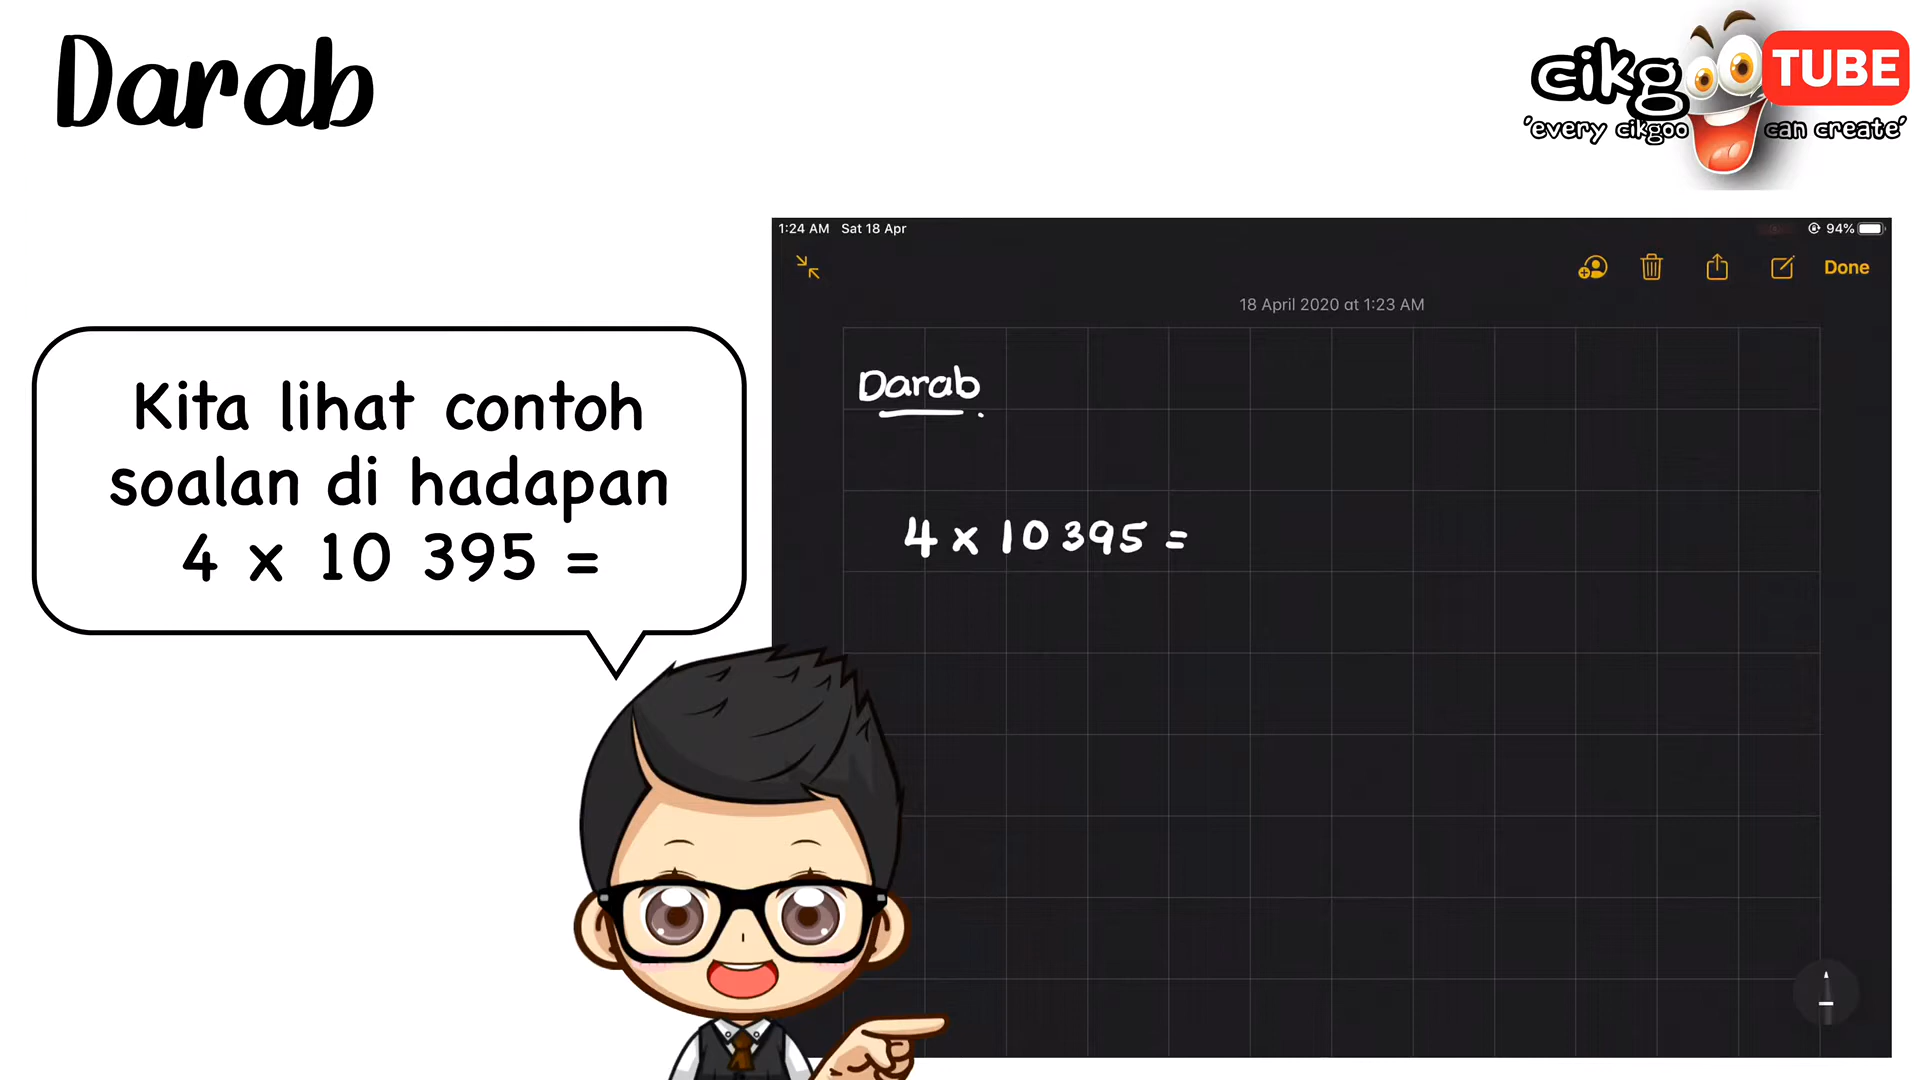 Darab
cikgoo TUBE
'every cikgoo can create'
1:24 AM Sat 18 Apr
94%
Done
18 April 2020 at 1:23 AM
Darab
Kita lihat contoh
soalan di hadapan
4 x 10 395 =
4 x 10 395 =